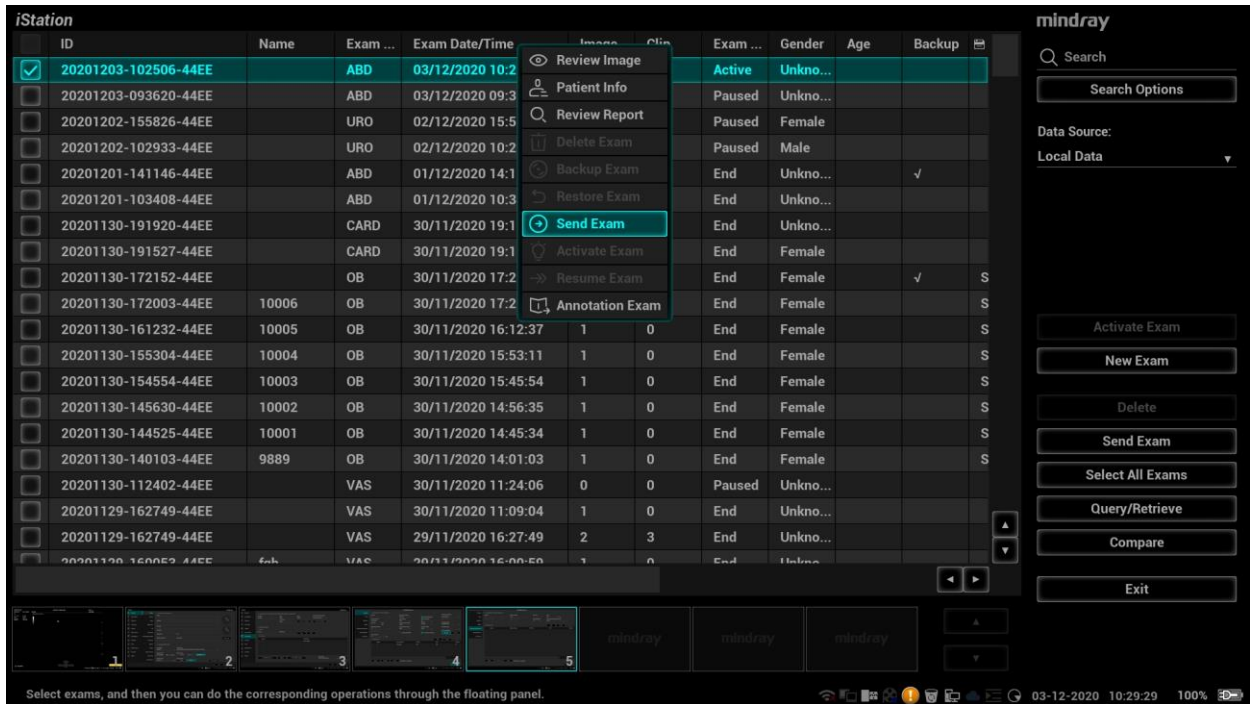 iStation
mindray
ID Name Exam ... Exam Date/Time Image Clip Exam ... Gender Age Backup
20201203-102506-44EE ABD 03/12/2020 10:2 Active Unkno...
20201203-093620-44EE ABD 03/12/2020 09:3 Paused Unkno...
20201202-155826-44EE URO 02/12/2020 15:5 Paused Female
20201202-102933-44EE URO 02/12/2020 10:2 Paused Male
20201201-141146-44EE ABD 01/12/2020 14:1 End Unkno... √
20201201-103408-44EE ABD 01/12/2020 10:3 End Unkno...
20201130-191920-44EE CARD 30/11/2020 19:1 End Unkno...
20201130-191527-44EE CARD 30/11/2020 19:1 End Female
20201130-172152-44EE OB 30/11/2020 17:2 End Female √ S
20201130-172003-44EE 10006 OB 30/11/2020 17:2 End Female S
20201130-161232-44EE 10005 OB 30/11/2020 16:12:37 1 0 End Female S
20201130-155304-44EE 10004 OB 30/11/2020 15:53:11 1 0 End Female S
20201130-154554-44EE 10003 OB 30/11/2020 15:45:54 1 0 End Female S
20201130-145630-44EE 10002 OB 30/11/2020 14:56:35 1 0 End Female S
20201130-144525-44EE 10001 OB 30/11/2020 14:45:34 1 0 End Female S
20201130-140103-44EE 9889 OB 30/11/2020 14:01:03 1 0 End Female S
20201130-112402-44EE VAS 30/11/2020 11:24:06 0 0 Paused Unkno...
20201129-162749-44EE VAS 30/11/2020 11:09:04 1 0 End Unkno...
20201129-162749-44EE VAS 29/11/2020 16:27:49 2 3 End Unkno...
Review Image
Patient Info
Review Report
Delete Exam
Backup Exam
Restore Exam
Send Exam
Activate Exam
Resume Exam
Annotation Exam
Search
Search Options
Data Source:
Local Data
Activate Exam
New Exam
Delete
Send Exam
Select All Exams
Query/Retrieve
Compare
Exit
1 2 3 4 5
mindray mindray mindray
Select exams, and then you can do the corresponding operations through the floating panel.
03-12-2020 10:29:29 100%